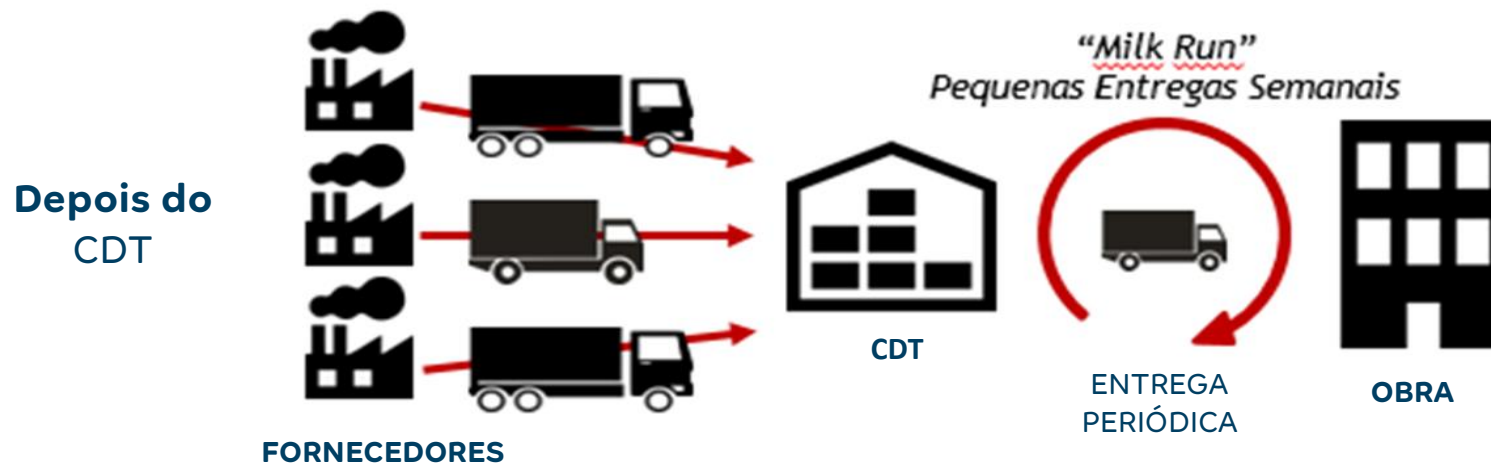 “Milk Run”
Pequenas Entregas Semanais
Depois do
CDT
CDT
ENTREGA
PERIÓDICA
OBRA
FORNECEDORES